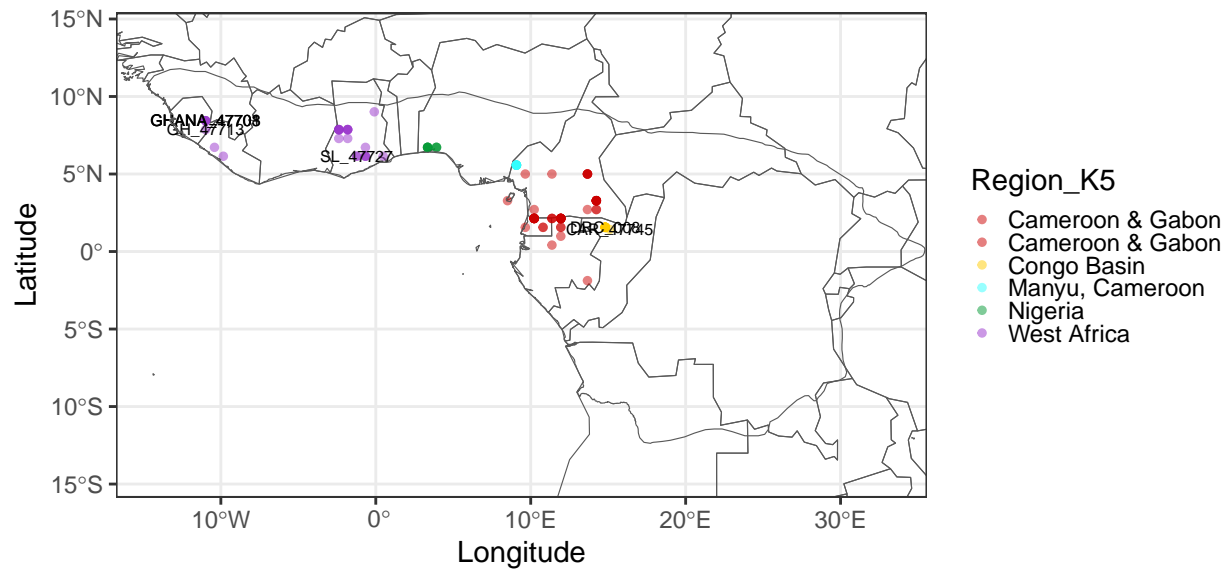 15°N
10°N
5°N
0°
5°S
10°S
15°S
Latitude
GH_47713
SL_47727
10°W
0°
10°E
20°E
30°E
Longitude
Region_K5
Cameroon & Gabon
Cameroon & Gabon
Congo Basin
Manyu, Cameroon
Nigeria
West Africa